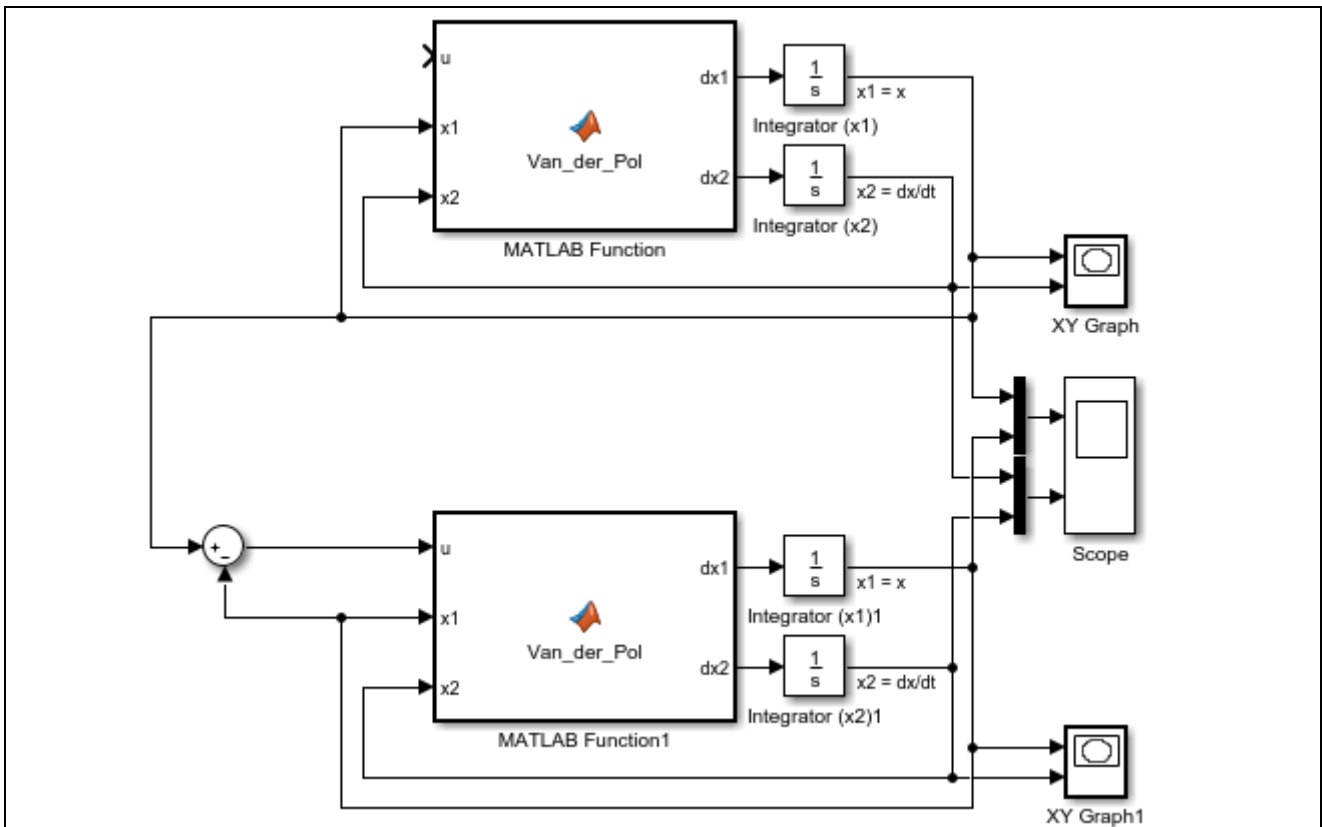 u
dx1
1
s
x1 = x
x1
Van_der_Pol
Integrator (x1)
dx2
1
s
x2 = dx/dt
x2
Integrator (x2)
MATLAB Function
XY Graph
Scope
+
−
u
dx1
1
s
x1 = x
x1
Van_der_Pol
Integrator (x1)1
dx2
1
s
x2 = dx/dt
x2
Integrator (x2)1
MATLAB Function1
XY Graph1